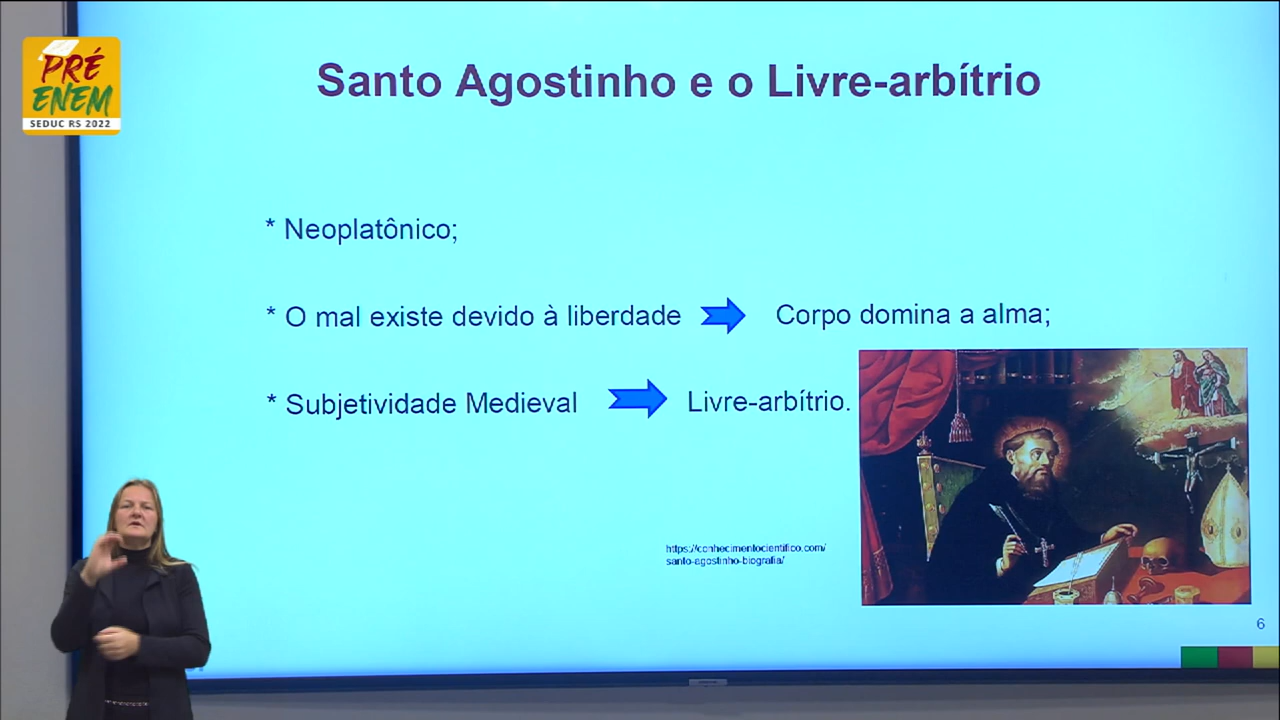 PRÉ
ENEM
SEDUC RS 2022
Santo Agostinho e o Livre-arbítrio
* Neoplatônico;
* O mal existe devido à liberdade Corpo domina a alma;
* Subjetividade Medieval Livre-arbítrio.
https://conhecimentocientifico.com/
santo-agostinho-biografia/
6